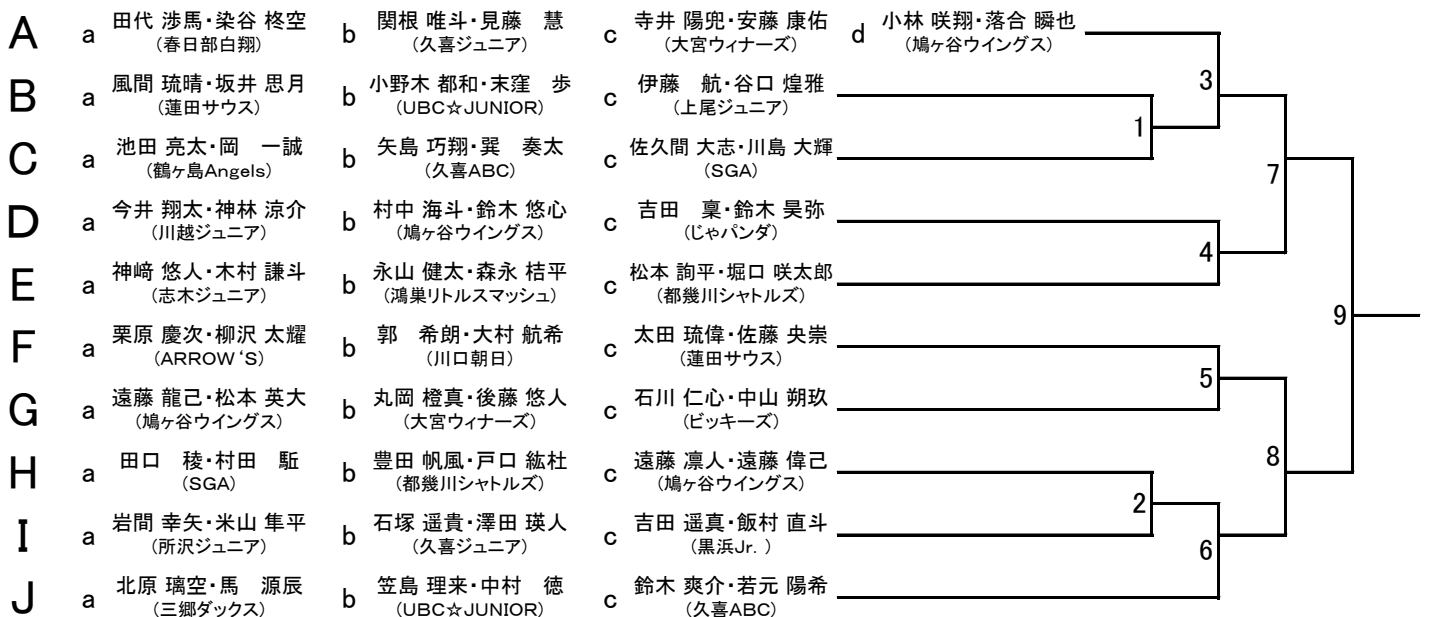 A a 田代 渉馬・染谷 柊空 b 関根 唯斗・見藤　慧 c 寺井 陽兜・安藤 康佑 d 小林 咲翔・落合 瞬也
(春日部白翔) (久喜ジュニア) (大宮ウィナーズ) (鳩ヶ谷ウイングス)
3
B a 風間 琉晴・坂井 思月 b 小野木 都和・末窪　歩 c 伊藤　航・谷口 煌雅
(蓮田サウス) (UBC☆JUNIOR) (上尾ジュニア)
1
C a 池田 亮太・岡　一誠 b 矢島 巧翔・巽　奏太 c 佐久間 大志・川島 大輝
(鶴ヶ島Angels) (久喜ABC) (SGA)
7
D a 今井 翔太・神林 涼介 b 村中 海斗・鈴木 悠心 c 吉田　稟・鈴木 昊弥
(川越ジュニア) (鳩ヶ谷ウイングス) (じゃパンダ)
4
E a 神﨑 悠人・木村 謙斗 b 永山 健太・森永 桔平 c 松本 詢平・堀口 咲太郎
(志木ジュニア) (鴻巣リトルスマッシュ) (都幾川シャトルズ)
9
F a 栗原 慶次・柳沢 太耀 b 郭　希朗・大村 航希 c 太田 琉偉・佐藤 央崇
(ARROW‘S) (川口朝日) (蓮田サウス)
5
G a 遠藤 龍己・松本 英大 b 丸岡 橙真・後藤 悠人 c 石川 仁心・中山 朔玖
(鳩ヶ谷ウイングス) (大宮ウィナーズ) (ビッキーズ)
8
H a 田口　稜・村田　駈 b 豊田 帆風・戸口 紘杜 c 遠藤 凛人・遠藤 偉己
(SGA) (都幾川シャトルズ) (鳩ヶ谷ウイングス)
2
I a 岩間 幸矢・米山 隼平 b 石塚 遥貴・澤田 瑛人 c 吉田 遥真・飯村 直斗
(所沢ジュニア) (久喜ジュニア) (黒浜Jr. )
6
J a 北原 璃空・馬　源辰 b 笠島 理来・中村　徳 c 鈴木 爽介・若元 陽希
(三郷ダックス) (UBC☆JUNIOR) (久喜ABC)